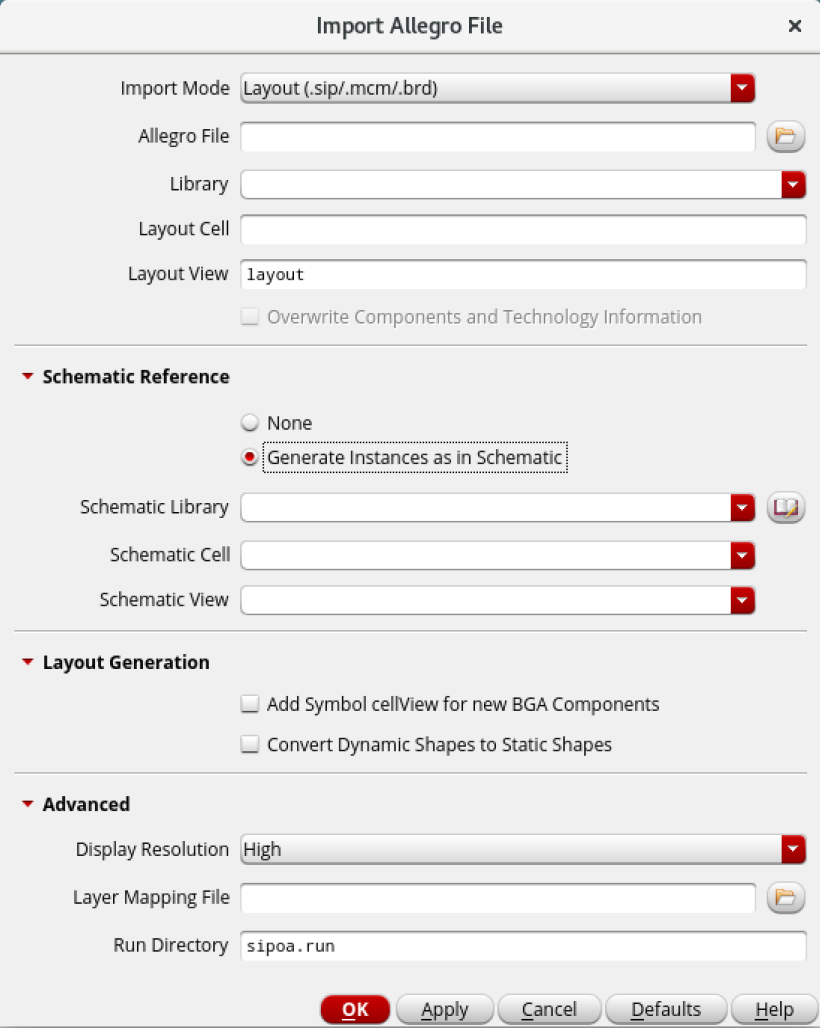 Import Allegro File
Import Mode Layout (.sip/.mcm/.brd)
Allegro File
Library
Layout Cell
Layout View layout
Overwrite Components and Technology Information
Schematic Reference
None
Generate Instances as in Schematic
Schematic Library
Schematic Cell
Schematic View
Layout Generation
Add Symbol cellView for new BGA Components
Convert Dynamic Shapes to Static Shapes
Advanced
Display Resolution High
Layer Mapping File
Run Directory sipoa.run
OK Apply Cancel Defaults Help